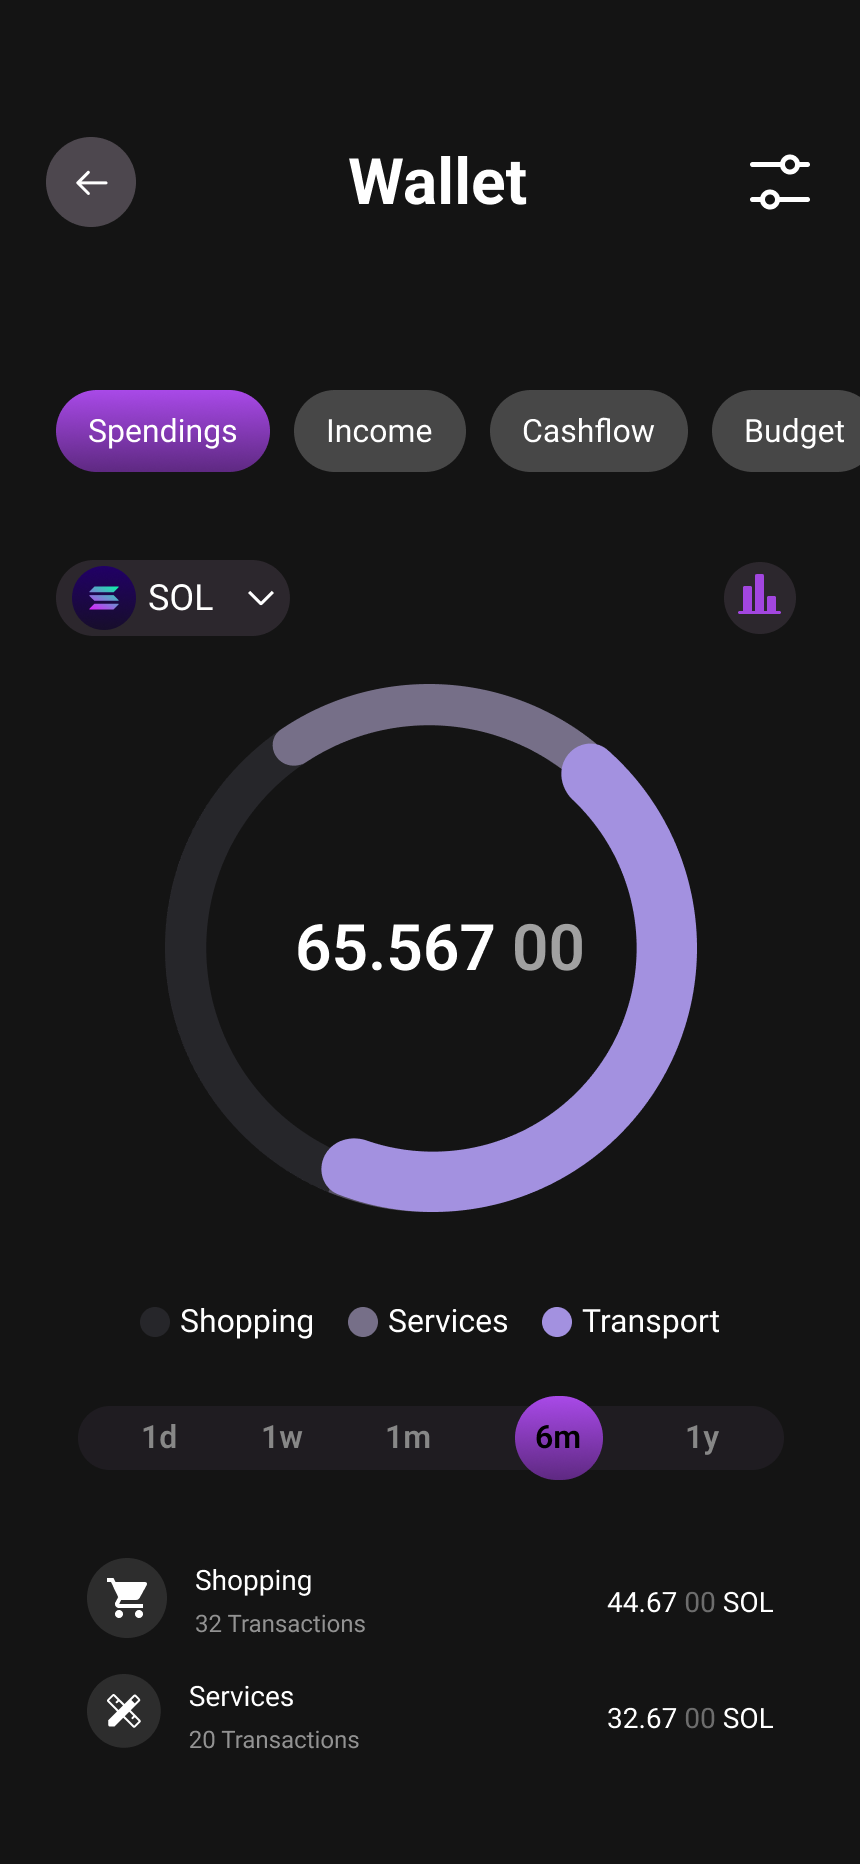 Wallet
Spendings Income Cashflow Budget
SOL
65.567 00
Shopping Services Transport
1d 1w 1m 6m 1y
Shopping
32 Transactions
44.67 00 SOL
Services
20 Transactions
32.67 00 SOL